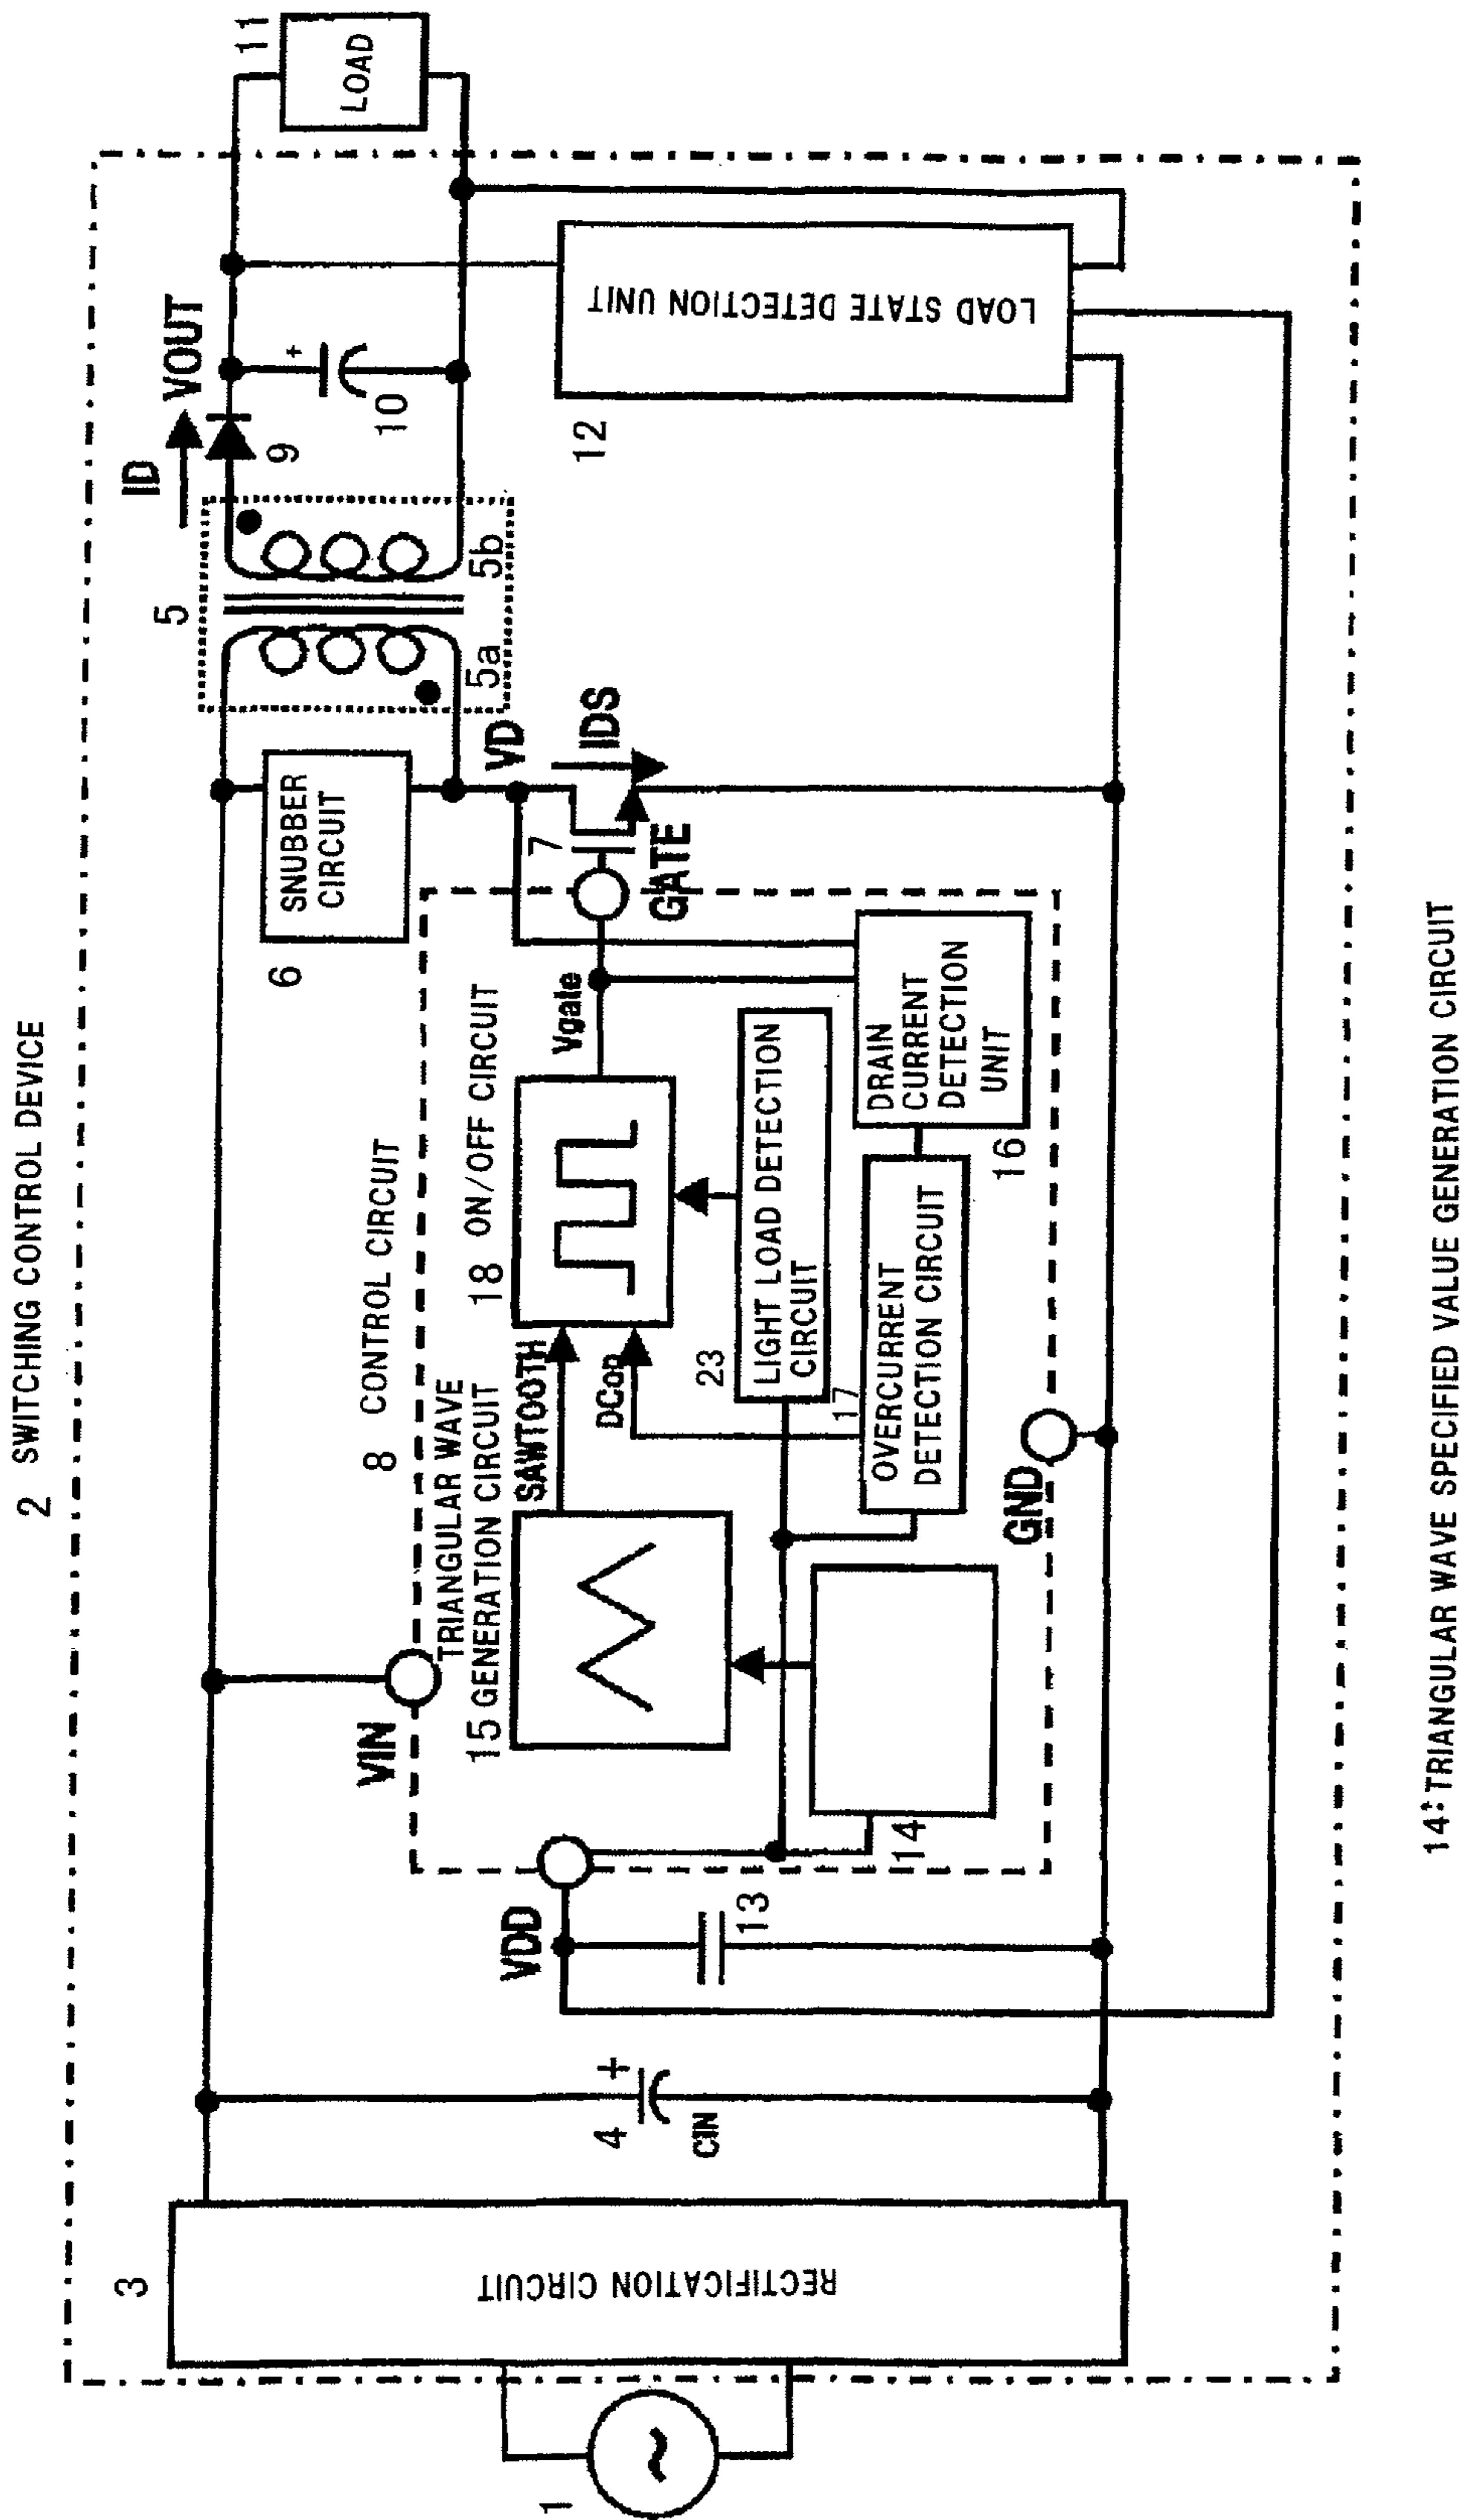 2 SWITCHING CONTROL DEVICE
3
RECTIFICATION CIRCUIT
1
4
+
CIN
VDD
13
VIN
8 CONTROL CIRCUIT
TRIANGULAR WAVE
15 GENERATION CIRCUIT
SAWTOOTH
DCop
18 ON/OFF CIRCUIT
Vgate
14
23
LIGHT LOAD DETECTION
CIRCUIT
17
OVERCURRENT
DETECTION CIRCUIT
16
DRAIN
CURRENT
DETECTION
UNIT
GND
GATE
6
SNUBBER
CIRCUIT
7
VD
IDS
5
5a
5b
ID
VOUT
9
+
10
12
LOAD STATE DETECTION UNIT
11
LOAD
14: TRIANGULAR WAVE SPECIFIED VALUE GENERATION CIRCUIT